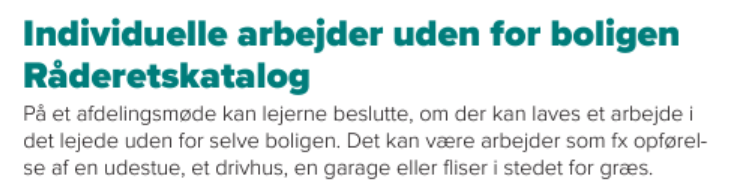 Individuelle arbejder uden for boligen
Råderetskatalog
På et afdelingsmøde kan lejerne beslutte, om der kan laves et arbejde i
det lejede uden for selve boligen. Det kan være arbejder som fx opførel-
se af en udestue, et drivhus, en garage eller fliser i stedet for græs.